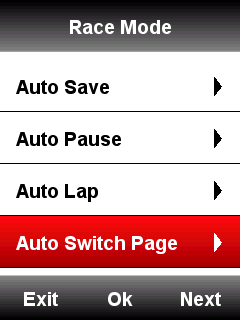 Race Mode
Auto Save
Auto Pause
Auto Lap
Auto Switch Page
Exit Ok Next